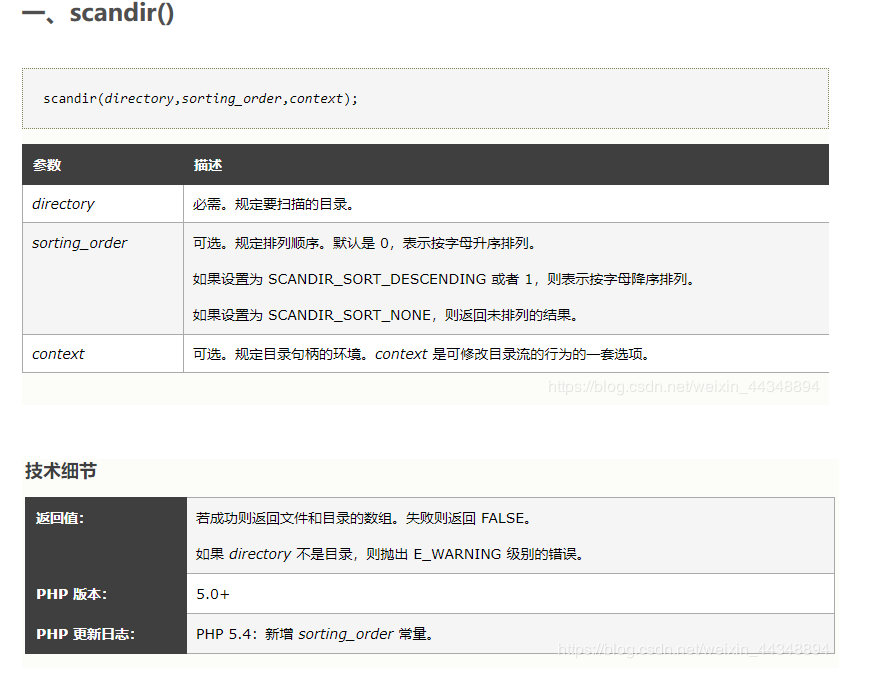 一、scandir()
scandir(directory,sorting_order,context);
参数 描述
directory 必需。规定要扫描的目录。
sorting_order 可选。规定排列顺序。默认是 0，表示按字母升序排列。
如果设置为 SCANDIR_SORT_DESCENDING 或者 1，则表示按字母降序排列。
如果设置为 SCANDIR_SORT_NONE，则返回未排列的结果。
context 可选。规定目录句柄的环境。context 是可修改目录流的行为的一套选项。
https://blog.csdn.net/weixin_44348894
技术细节
返回值： 若成功则返回文件和目录的数组。失败则返回 FALSE。
如果 directory 不是目录，则抛出 E_WARNING 级别的错误。
PHP 版本： 5.0+
PHP 更新日志： PHP 5.4：新增 sorting_order 常量。
https://blog.csdn.net/weixin_44348894